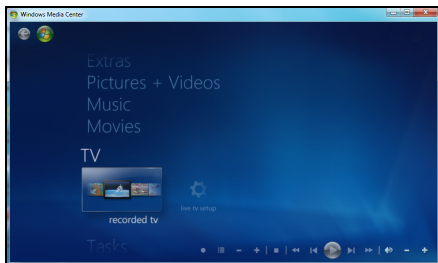 Windows Media Center
Extras
Pictures + Videos
Music
Movies
TV
recorded tv
live tv setup
Tasks